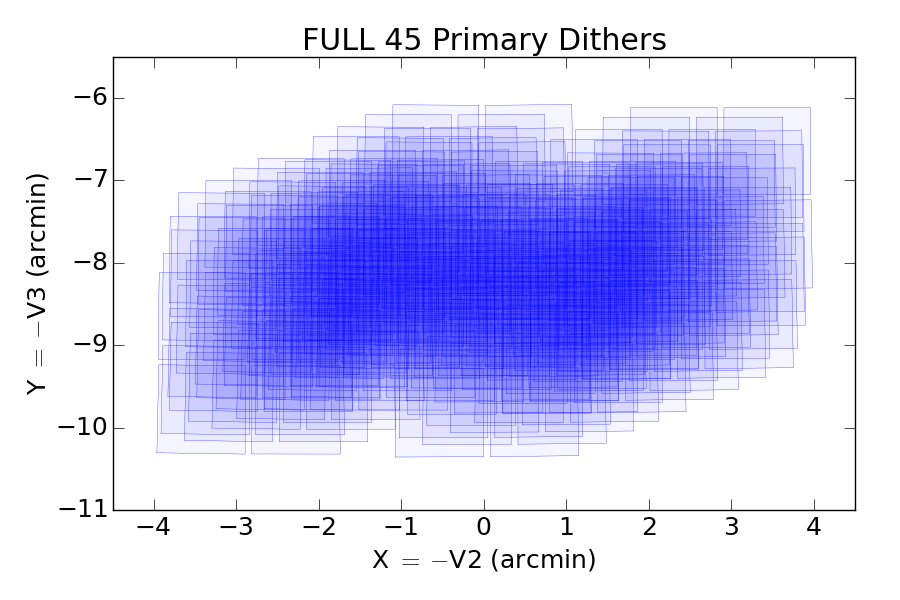 FULL 45 Primary Dithers
−6
−7
−8
−9
−10
−11
Y = −V3 (arcmin)
−4 −3 −2 −1 0 1 2 3 4
X = −V2 (arcmin)